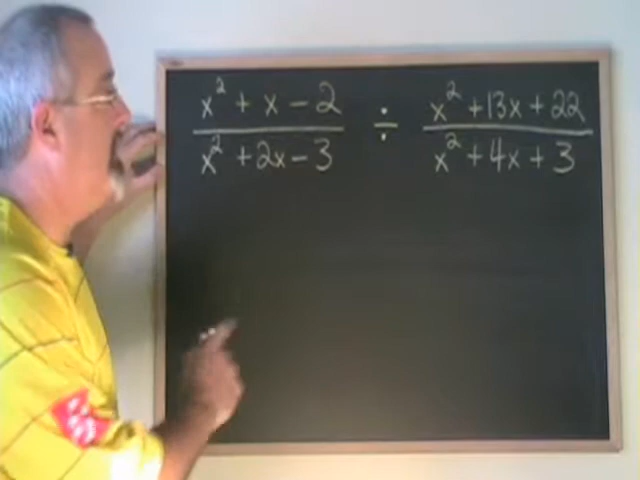 x² + x − 2 ÷ x² + 13x + 22
x² + 2x − 3 x² + 4x + 3